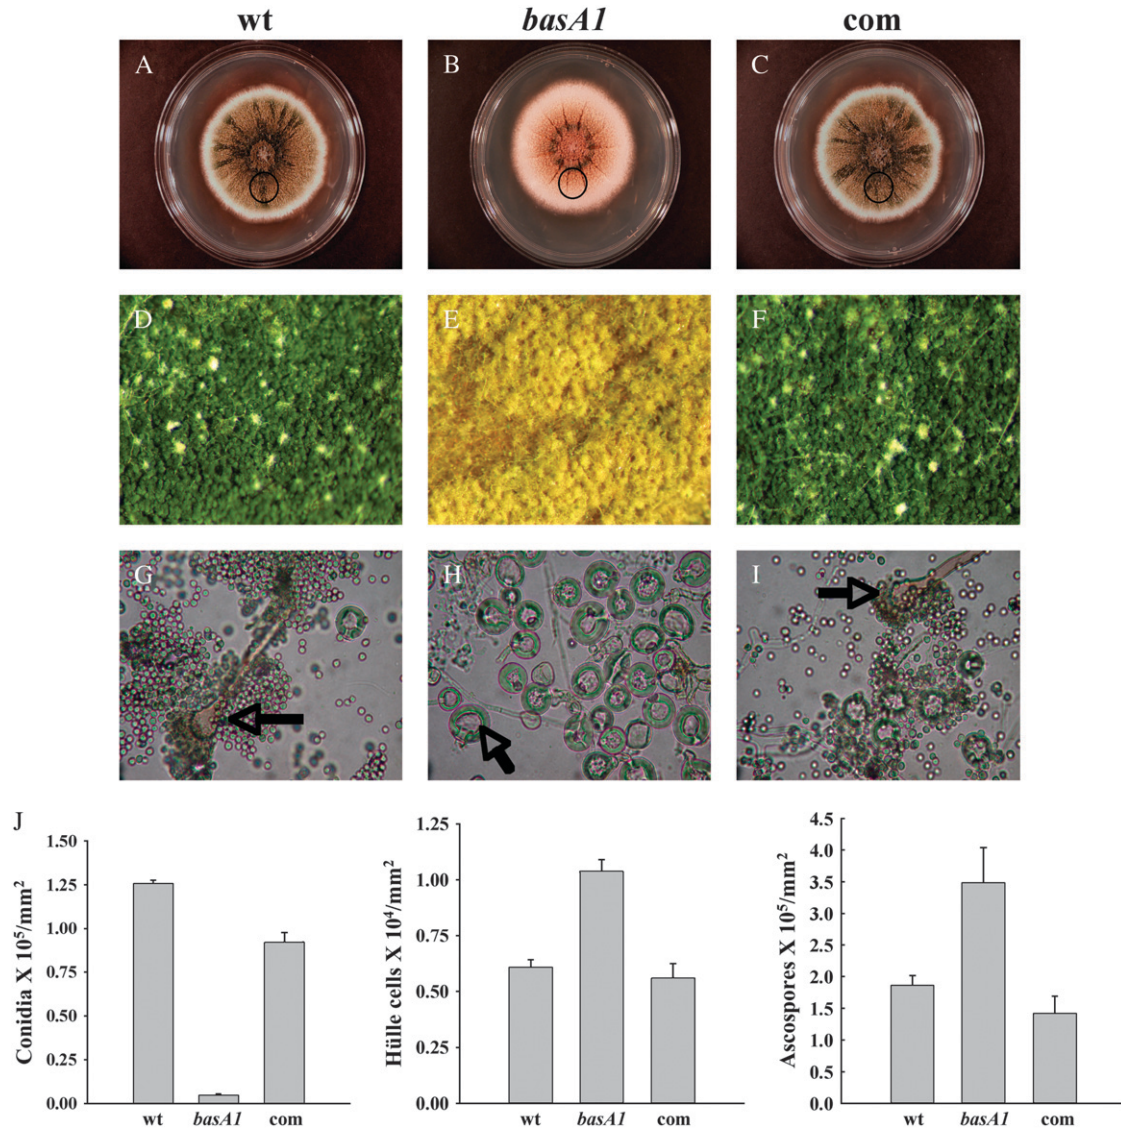 wt basA1 com
A B C
D E F
G H I
J
Conidia X 10⁵/mm²
1.50
1.25
1.00
0.75
0.50
0.25
0.00
wt basA1 com
Hülle cells X 10⁴/mm²
1.25
1.00
0.75
0.50
0.25
0.00
wt basA1 com
Ascospores X 10⁵/mm²
4.5
4.0
3.5
3.0
2.5
2.0
1.5
1.0
0.5
0.0
wt basA1 com